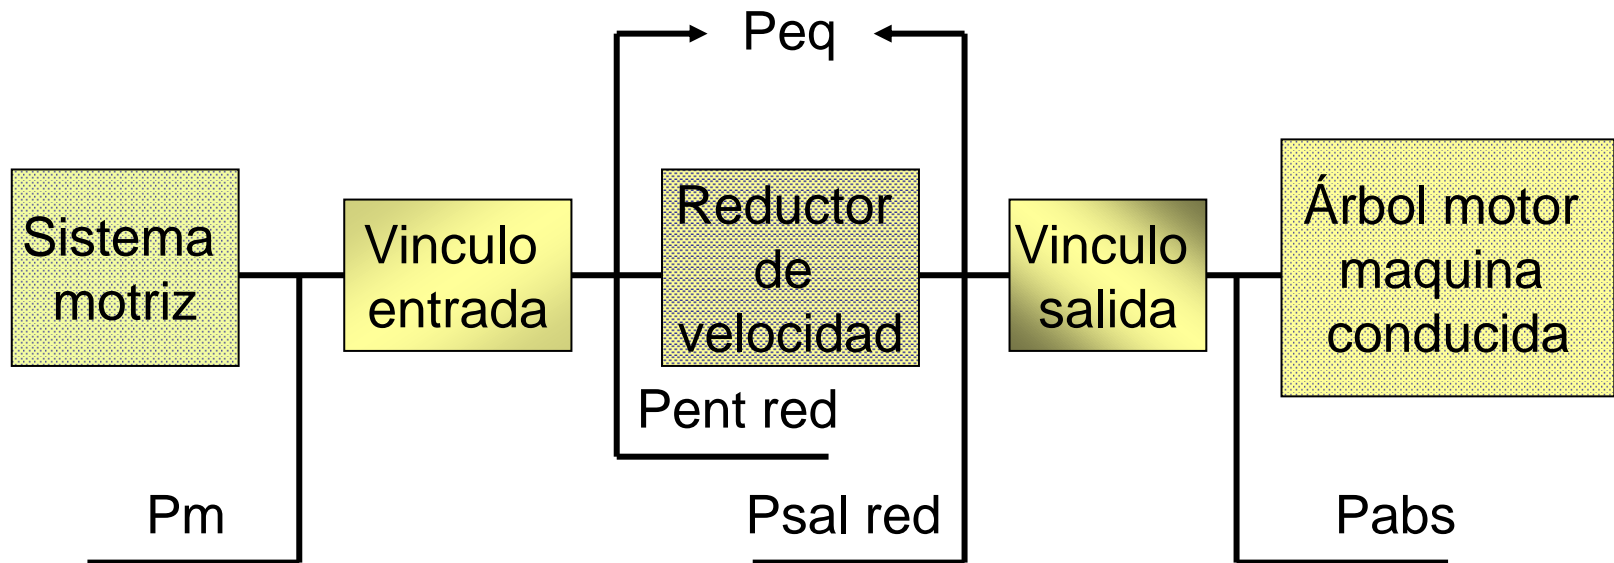 Peq
Sistema
motriz
Vinculo
entrada
Reductor
de
velocidad
Vinculo
salida
Árbol motor
maquina
conducida
Pent red
Pm
Psal red
Pabs